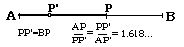 P' P
A B
PP'=BP AP/PP' = PP'/AP' = 1.618...